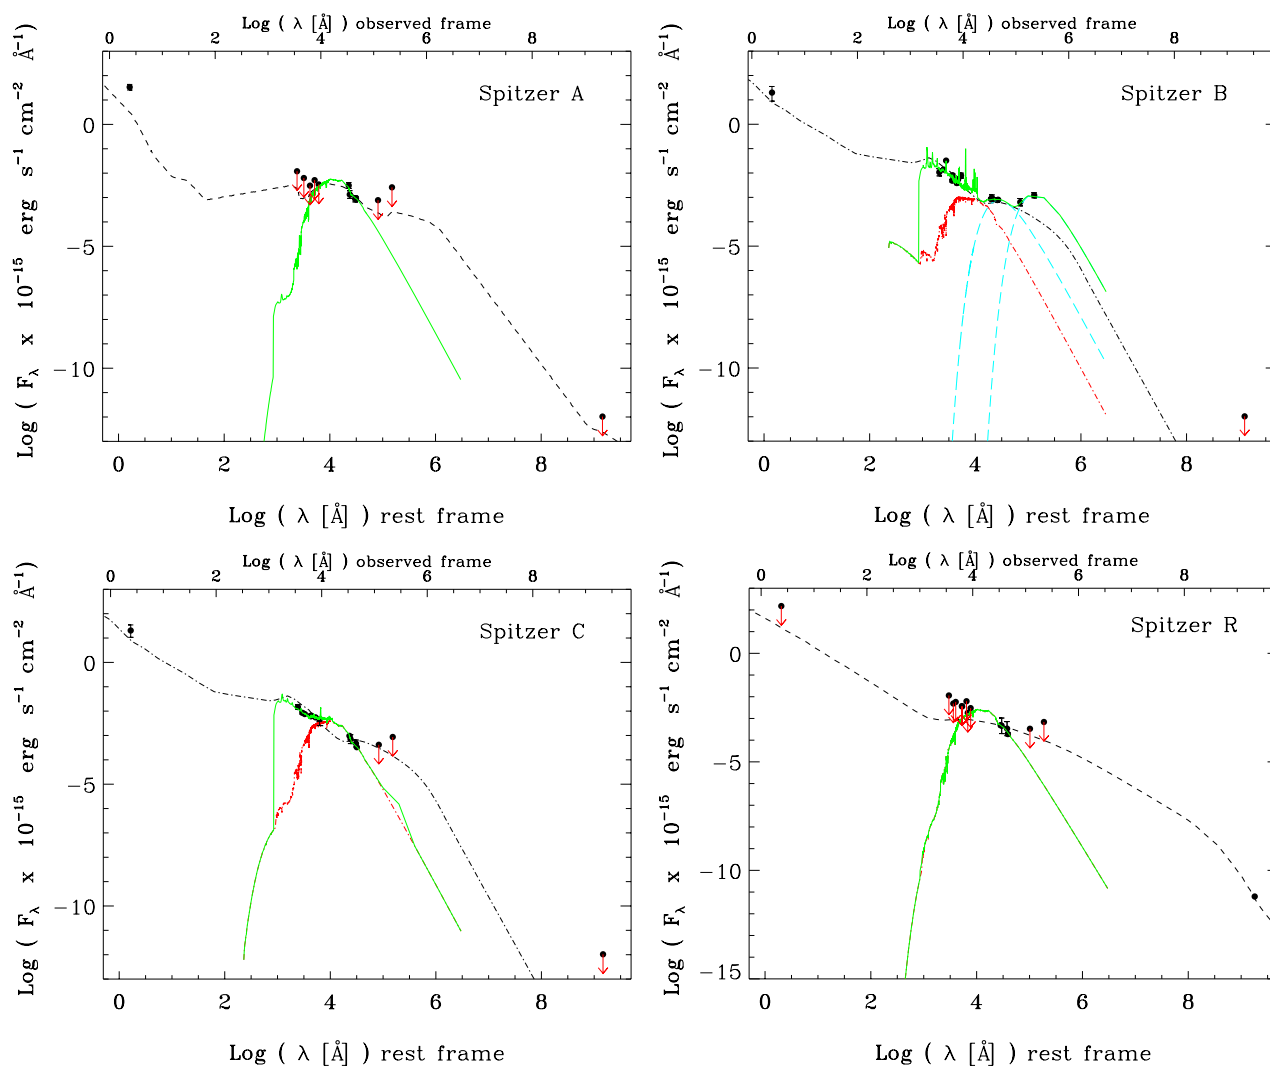 Log ( λ [Å] ) observed frame
0 2 4 6 8
Spitzer A
0
−5
−10
Log ( Fλ x 10−15 erg s−1 cm−2 Å−1)
0 2 4 6 8
Log ( λ [Å] ) rest frame
Log ( λ [Å] ) observed frame
0 2 4 6 8
Spitzer B
0
−5
−10
Log ( Fλ x 10−15 erg s−1 cm−2 Å−1)
0 2 4 6 8
Log ( λ [Å] ) rest frame
Log ( λ [Å] ) observed frame
0 2 4 6 8
Spitzer C
0
−5
−10
Log ( Fλ x 10−15 erg s−1 cm−2 Å−1)
0 2 4 6 8
Log ( λ [Å] ) rest frame
Log ( λ [Å] ) observed frame
0 2 4 6 8
Spitzer R
0
−5
−10
−15
Log ( Fλ x 10−15 erg s−1 cm−2 Å−1)
0 2 4 6 8
Log ( λ [Å] ) rest frame